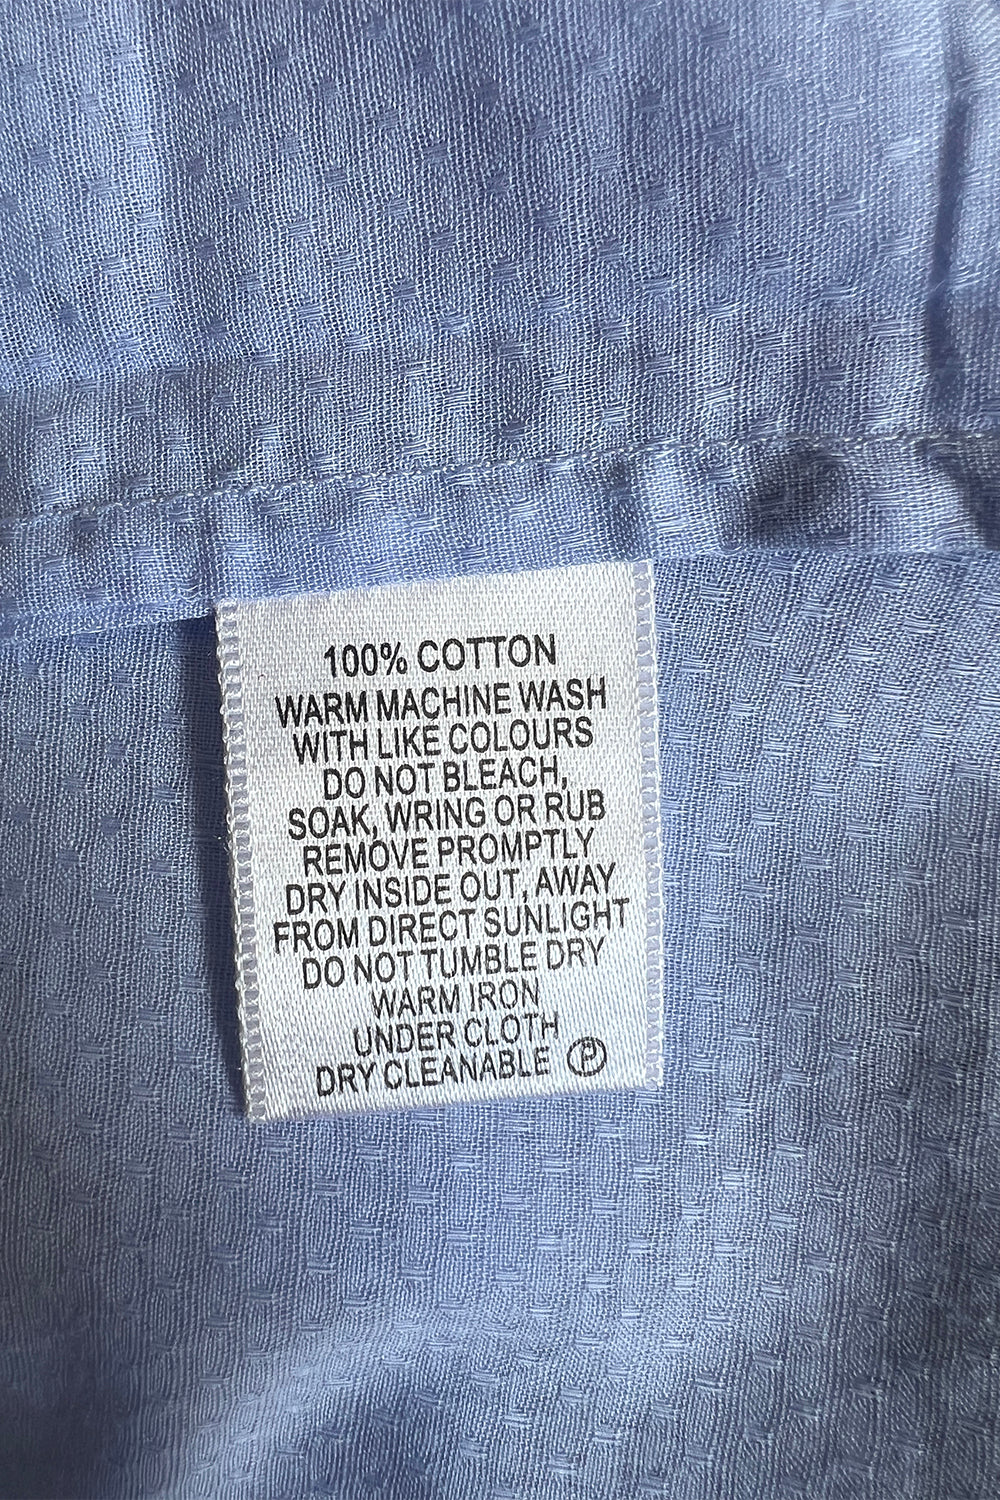 100% COTTON
WARM MACHINE WASH
WITH LIKE COLOURS
DO NOT BLEACH,
SOAK, WRING OR RUB
REMOVE PROMPTLY
DRY INSIDE OUT, AWAY
FROM DIRECT SUNLIGHT
DO NOT TUMBLE DRY
WARM IRON
UNDER CLOTH
DRY CLEANABLE Ⓟ